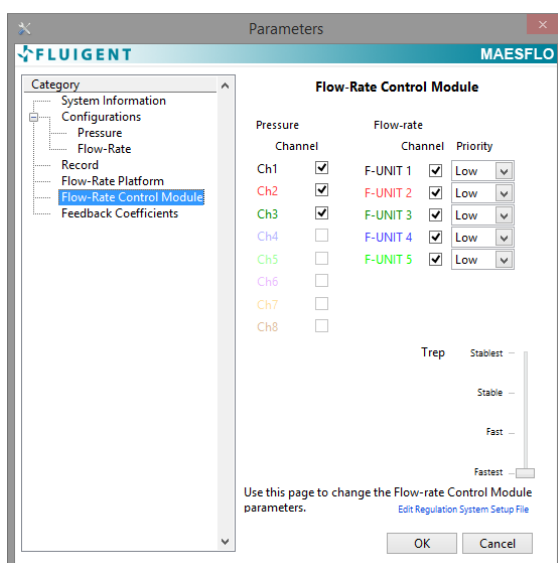 Parameters
FLUIGENT
MAESFLO
Category
System Information
Configurations
Pressure
Flow-Rate
Record
Flow-Rate Platform
Flow-Rate Control Module
Feedback Coefficients
Flow-Rate Control Module
Pressure Flow-rate
Channel Channel Priority
Ch1 F-UNIT 1 Low
Ch2 F-UNIT 2 Low
Ch3 F-UNIT 3 Low
Ch4 F-UNIT 4 Low
Ch5 F-UNIT 5 Low
Ch6
Ch7
Ch8
Trep Stablest
Stable
Fast
Fastest
Use this page to change the Flow-rate Control Module
parameters. Edit Regulation System Setup File
OK Cancel